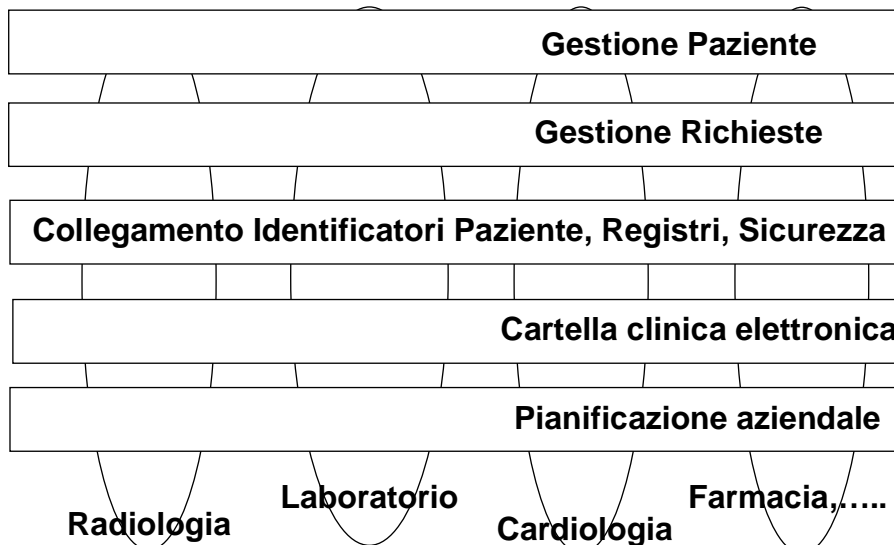 Gestione Paziente
Gestione Richieste
Collegamento Identificatori Paziente, Registri, Sicurezza
Cartella clinica elettronica
Pianificazione aziendale
Radiologia
Laboratorio
Cardiologia
Farmacia,…..